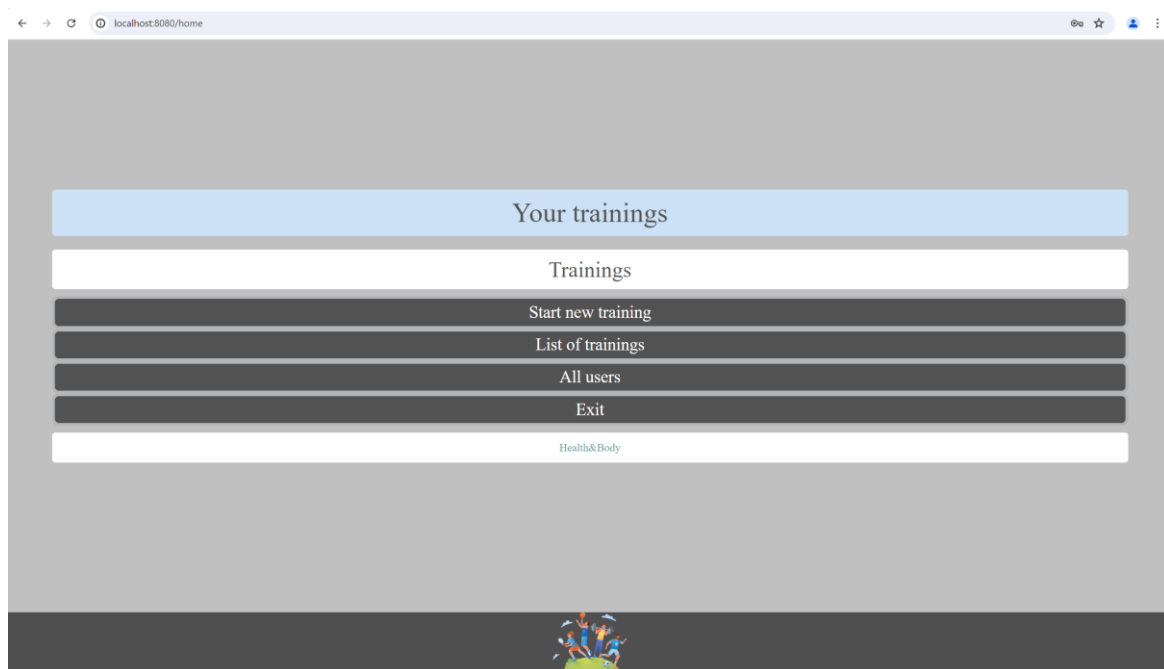 localhost:8080/home
Your trainings
Trainings
Start new training
List of trainings
All users
Exit
Health&Body